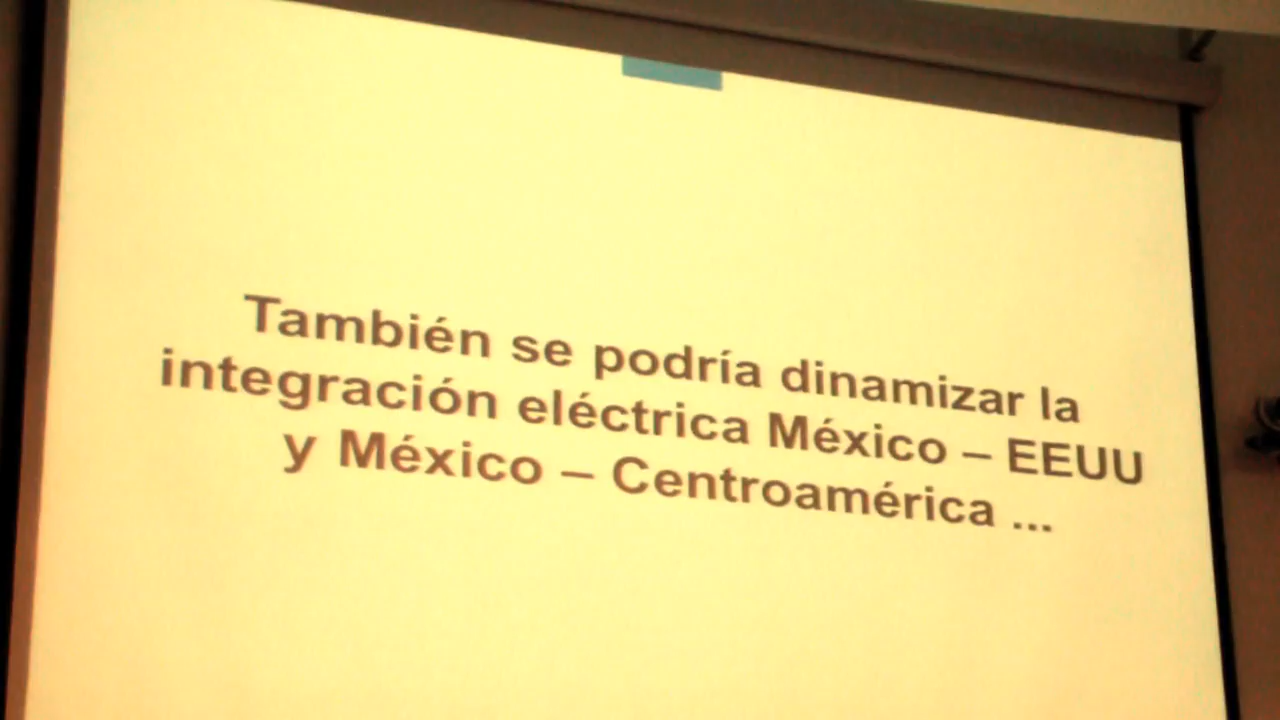 También se podría dinamizar la
integración eléctrica México – EEUU
y México – Centroamérica ...